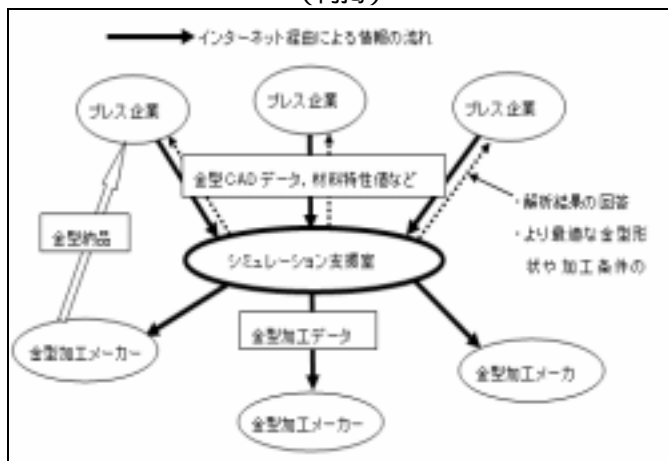 インターネット経由による情報の流れ
プレス企業
プレス企業
プレス企業
金型CADデータ，材料特性値など
・解析結果の回答
・より最適な金型形
状や加工条件の
金型納品
シミュレーション支援室
金型加工データ
金型加工メーカー
金型加工メーカ
金型加工メーカー